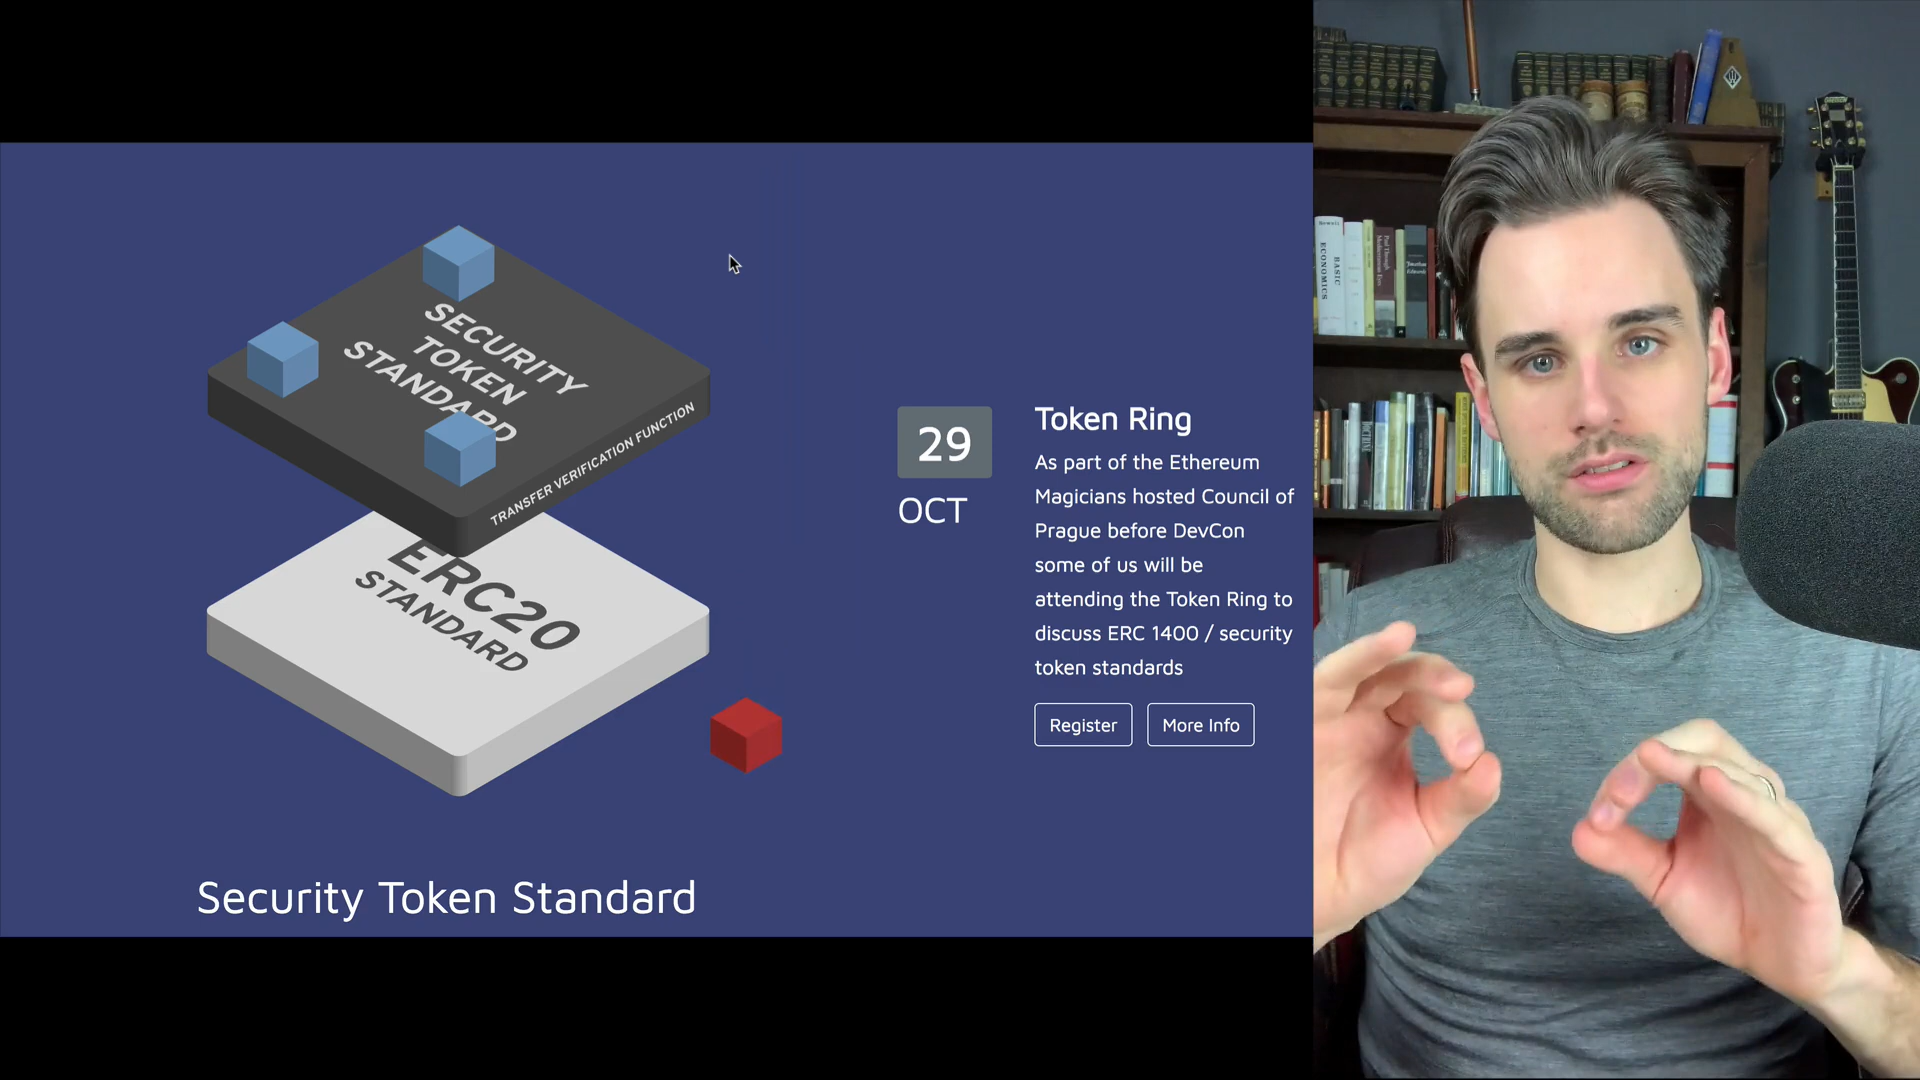 SECURITY
TOKEN
STANDARD
TRANSFER VERIFICATION FUNCTION
ERC20
STANDARD
Security Token Standard
29
OCT
Token Ring
As part of the Ethereum
Magicians hosted Council of
Prague before DevCon
some of us will be
attending the Token Ring to
discuss ERC 1400 / security
token standards
Register
More Info
BASIC
ECONOMICS